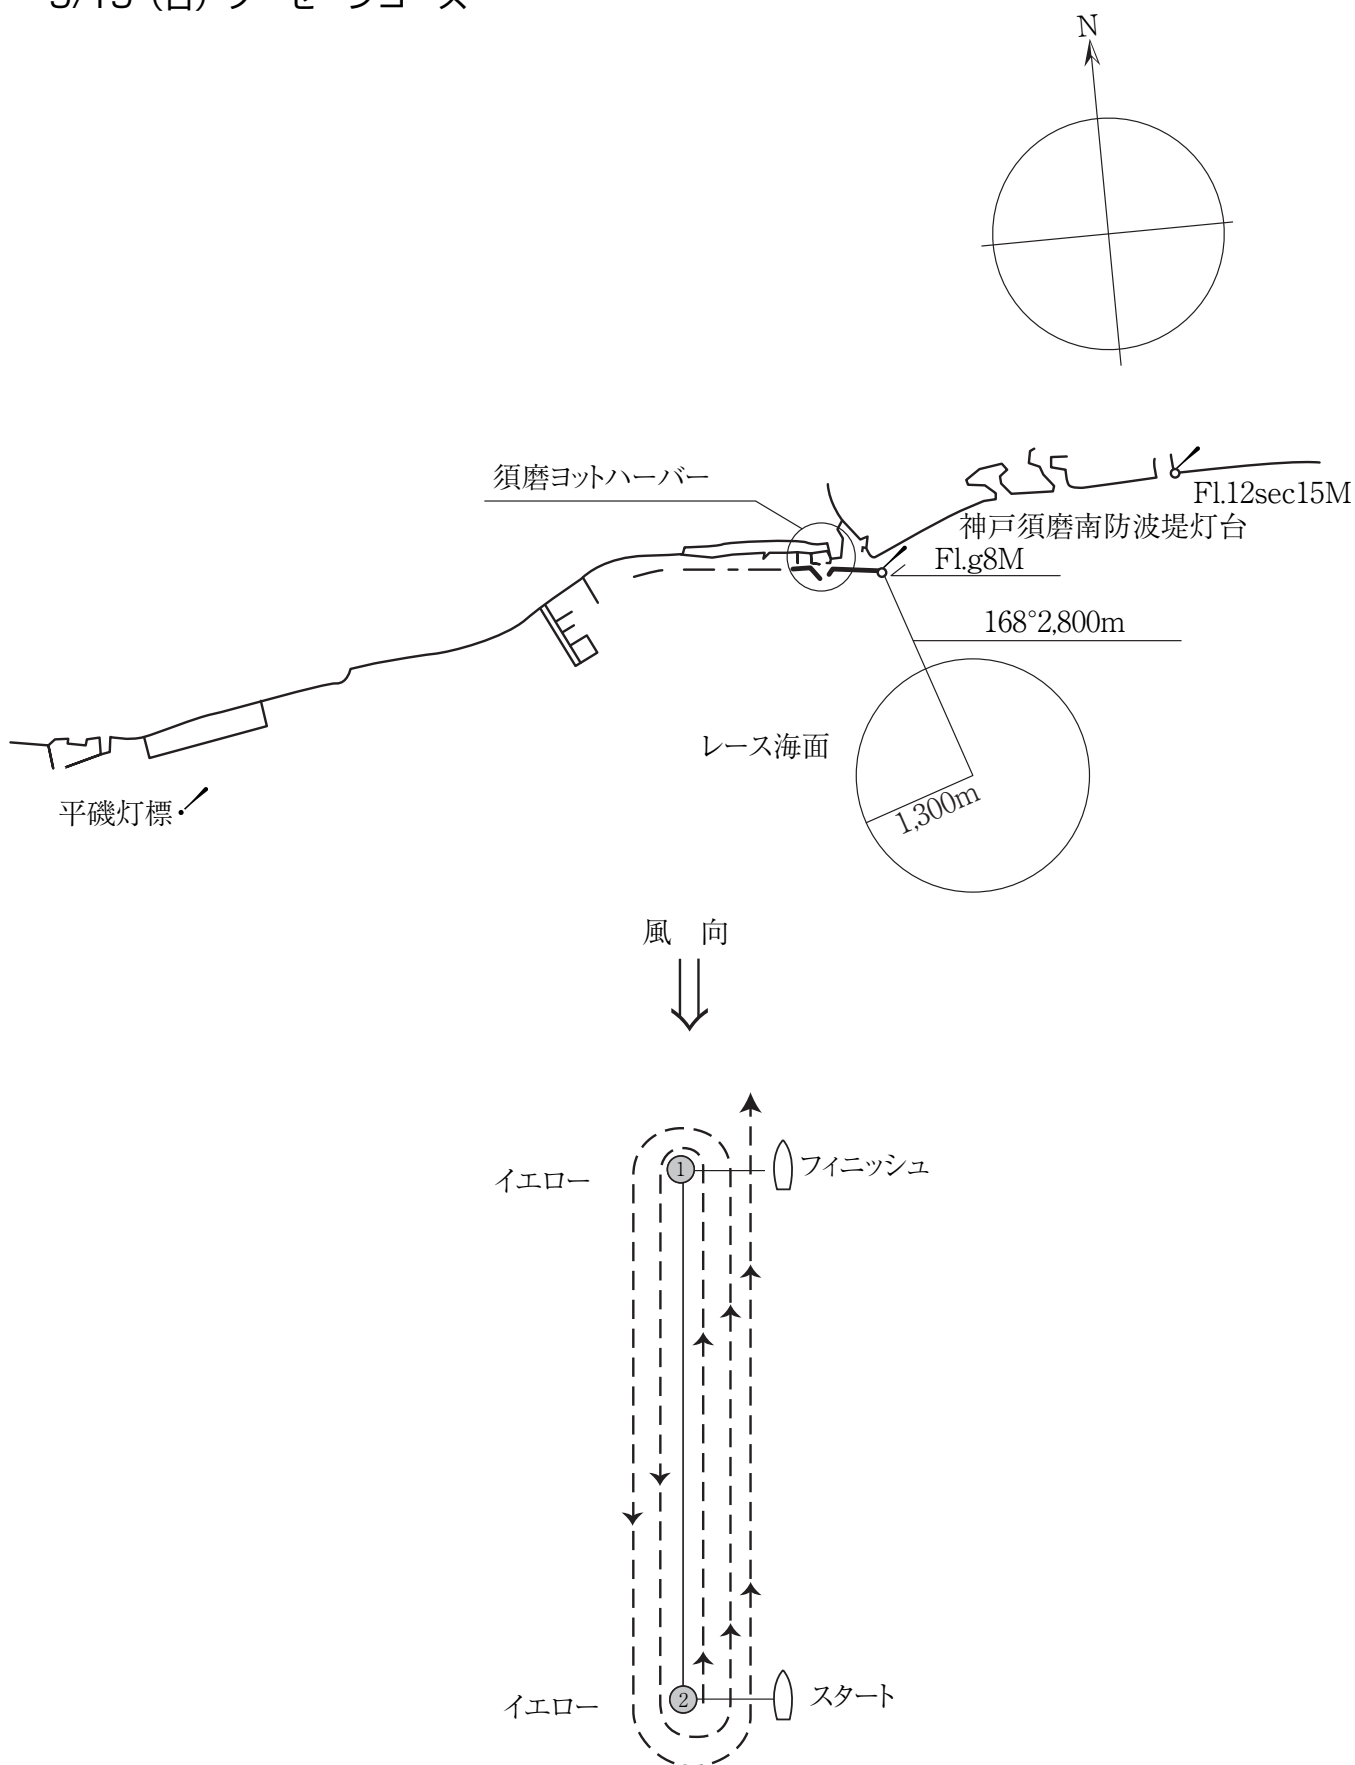 N
須磨ヨットハーバー
Fl.12sec15M
神戸須磨南防波堤灯台
Fl.g8M
168°2,800m
レース海面
1,300m
平磯灯標
風 向
イエロー
1
フィニッシュ
イエロー
2
スタート